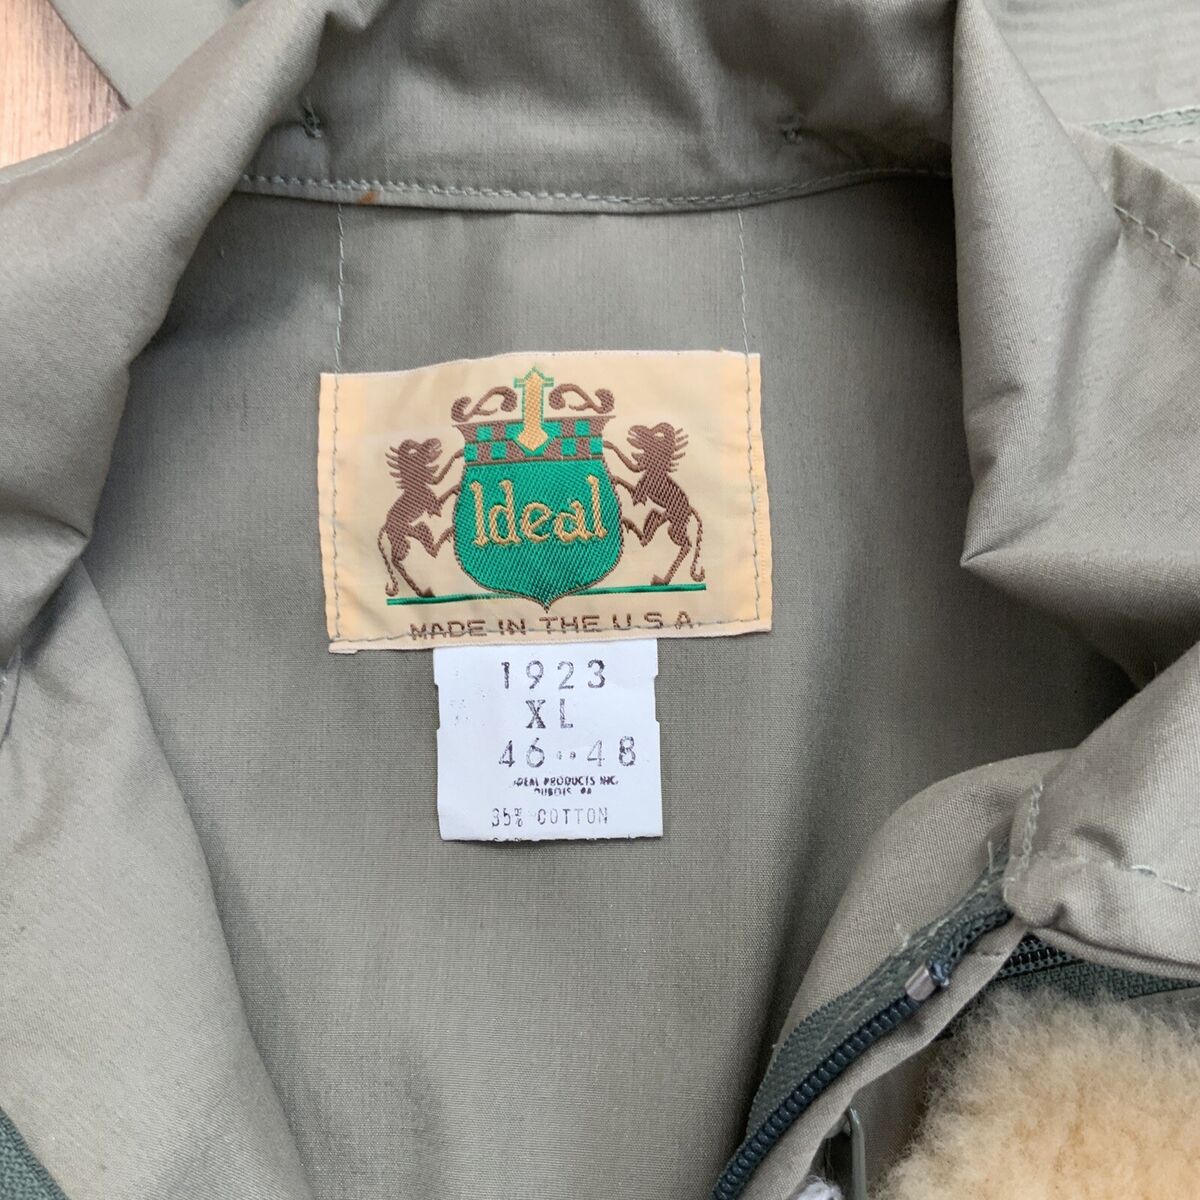 Ideal
MADE IN THE U.S.A.
1923
XL
46--48
IDEAL PRODUCTS INC.
DUBOIS PA
35% COTTON